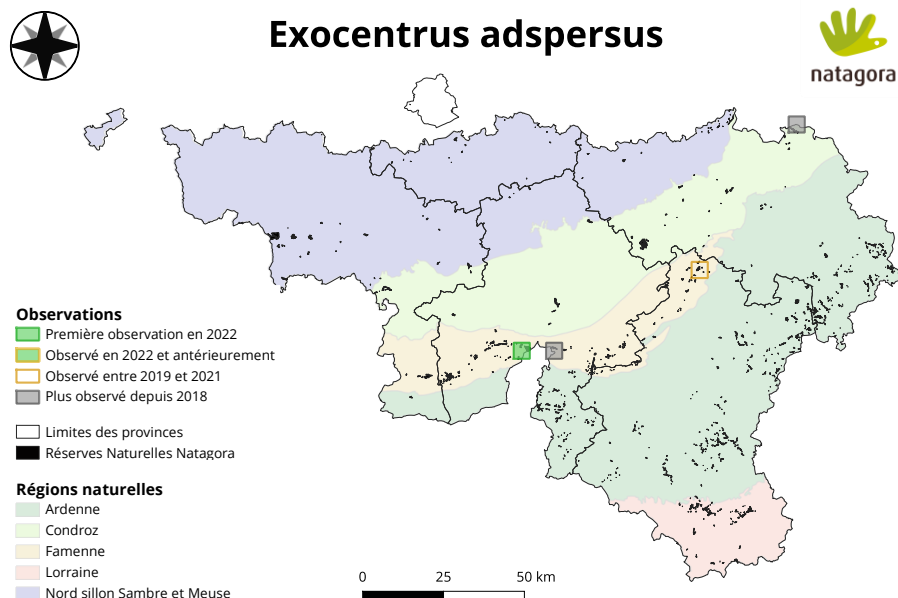 Exocentrus adspersus
natagora
Observations
Première observation en 2022
Observé en 2022 et antérieurement
Observé entre 2019 et 2021
Plus observé depuis 2018
Limites des provinces
Réserves Naturelles Natagora
Régions naturelles
Ardenne
Condroz
Famenne
Lorraine
Nord sillon Sambre et Meuse
0 25 50 km